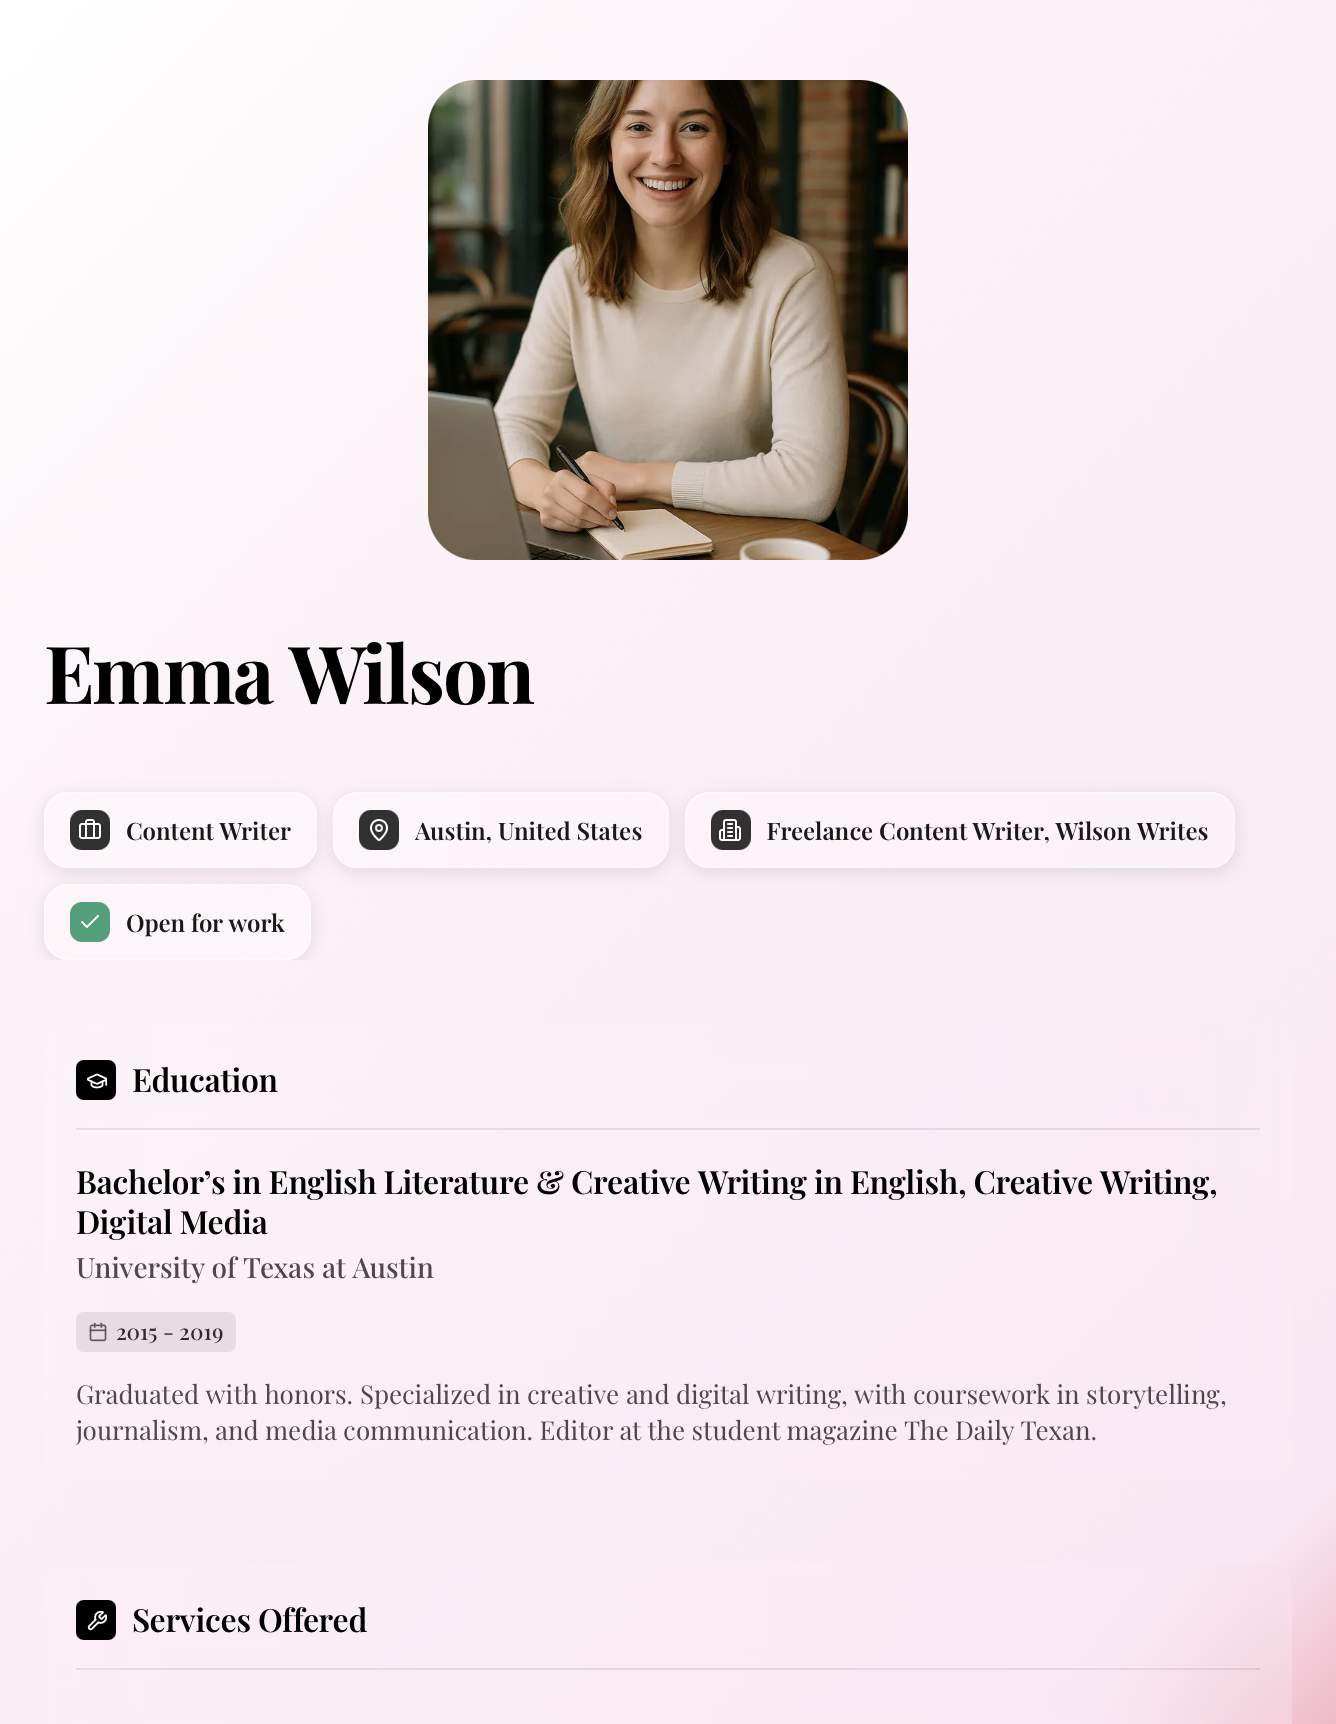 Emma Wilson
Content Writer
Austin, United States
Freelance Content Writer, Wilson Writes
Open for work
Education
Bachelor’s in English Literature & Creative Writing in English, Creative Writing,
Digital Media
University of Texas at Austin
2015 - 2019
Graduated with honors. Specialized in creative and digital writing, with coursework in storytelling,
journalism, and media communication. Editor at the student magazine The Daily Texan.
Services Offered